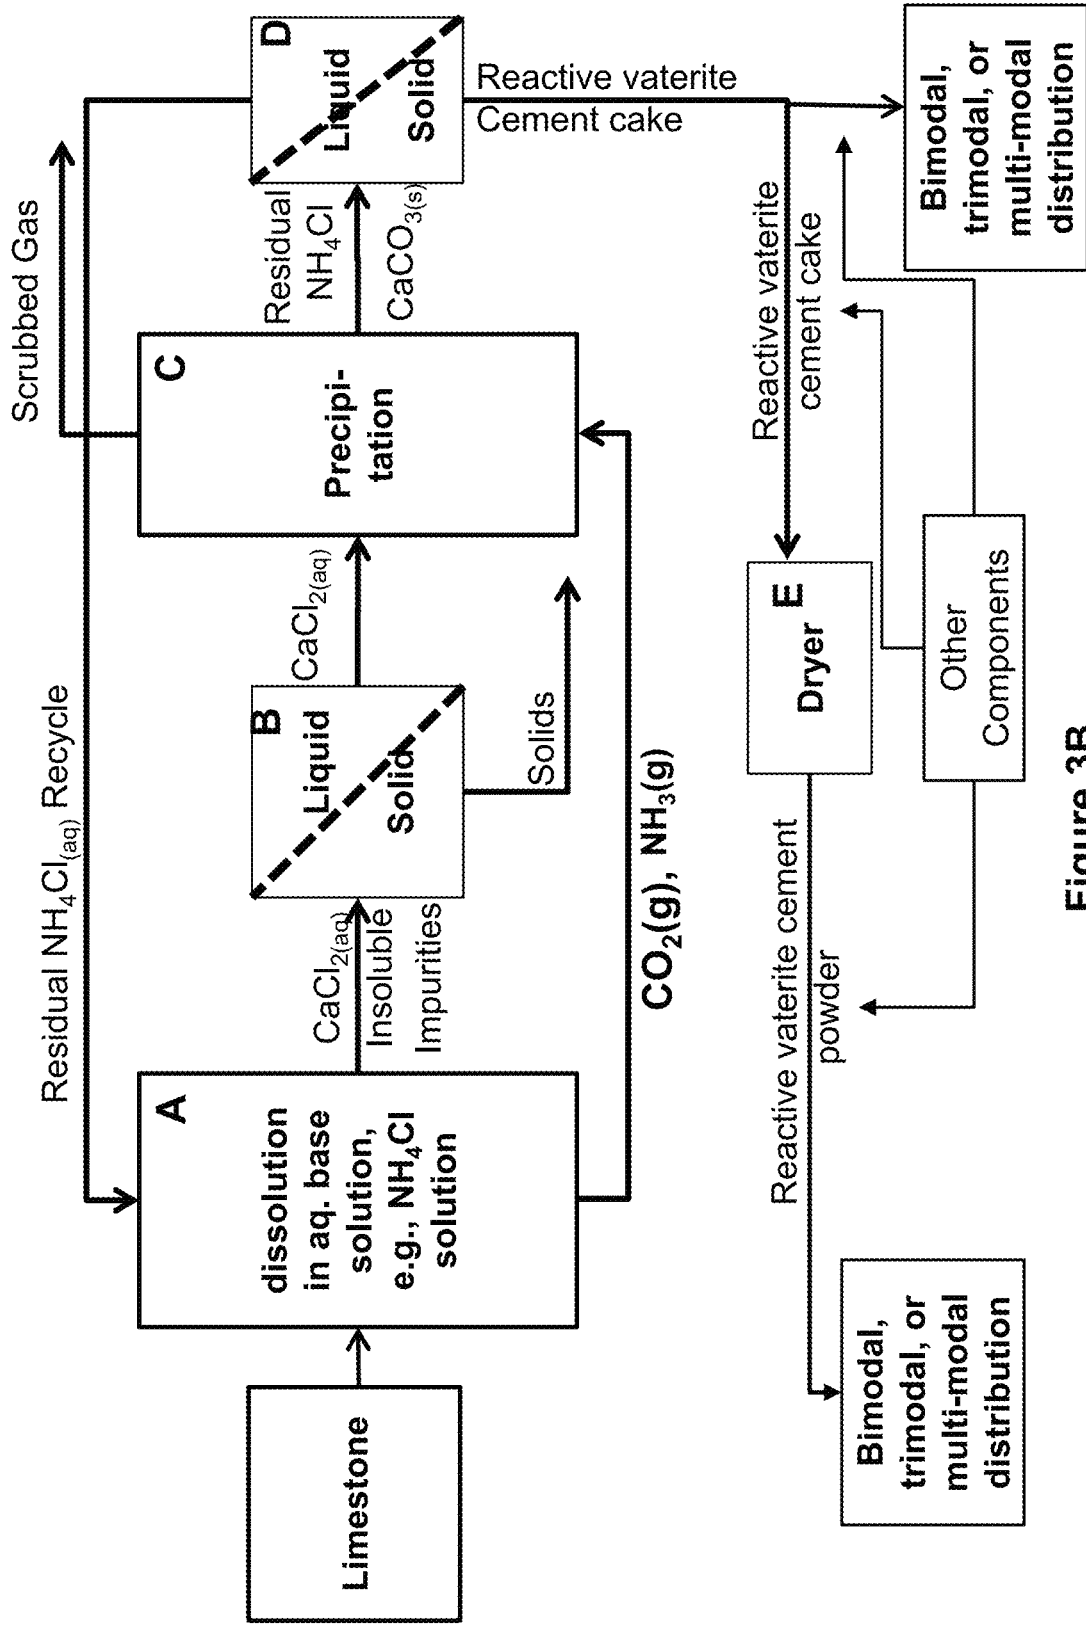 Scrubbed Gas
Residual NH₄Cl(aq) Recycle
Limestone
A
dissolution
in aq. base
solution,
e.g., NH₄Cl
solution
CaCl₂(aq)
Insoluble
Impurities
B
Liquid
Solid
Solids
CaCl₂(aq)
C
Precipi-
tation
Residual
NH₄Cl
CaCO₃(s)
D
Liquid
Solid
CO₂(g), NH₃(g)
Reactive vaterite
Cement cake
Reactive vaterite
cement cake
E
Dryer
Reactive vaterite cement
powder
Other
Components
Bimodal,
trimodal, or
multi-modal
distribution
Bimodal,
trimodal, or
multi-modal
distribution
Figure 3B